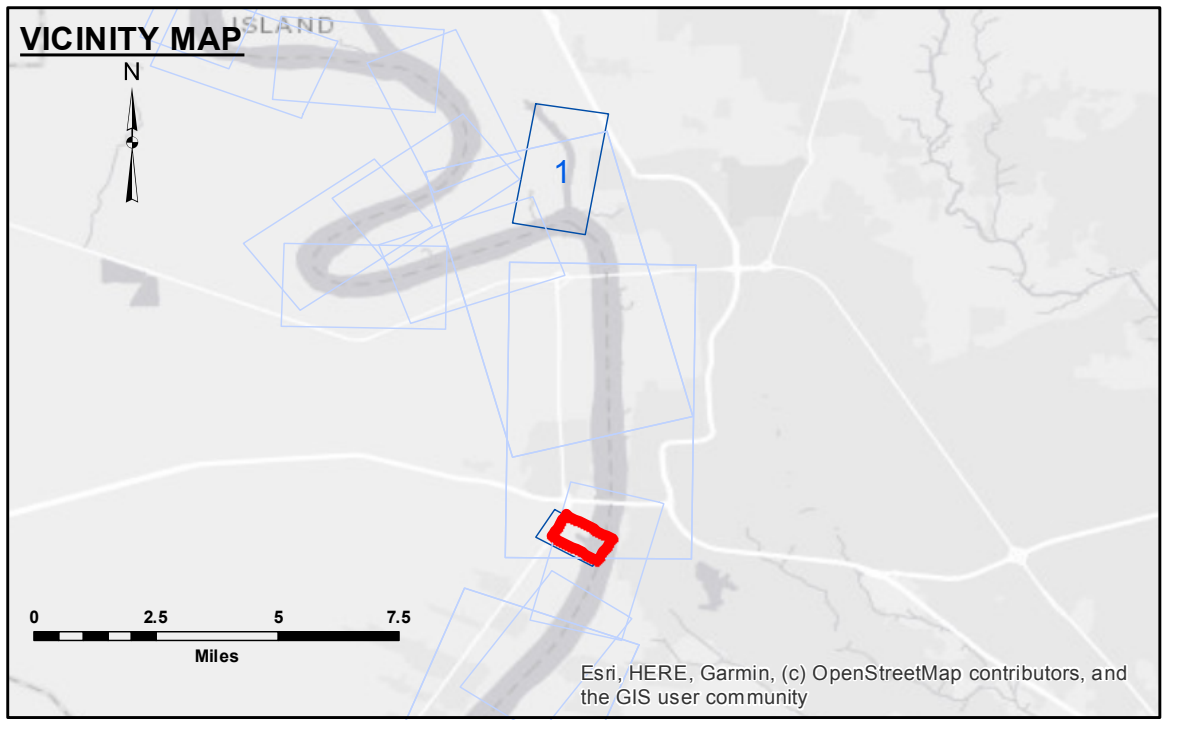 ISLAND
VICINITY MAP
N
1
0 2.5 5 7.5
Miles
Esri, HERE, Garmin, (c) OpenStreetMap contributors, and
the GIS user community